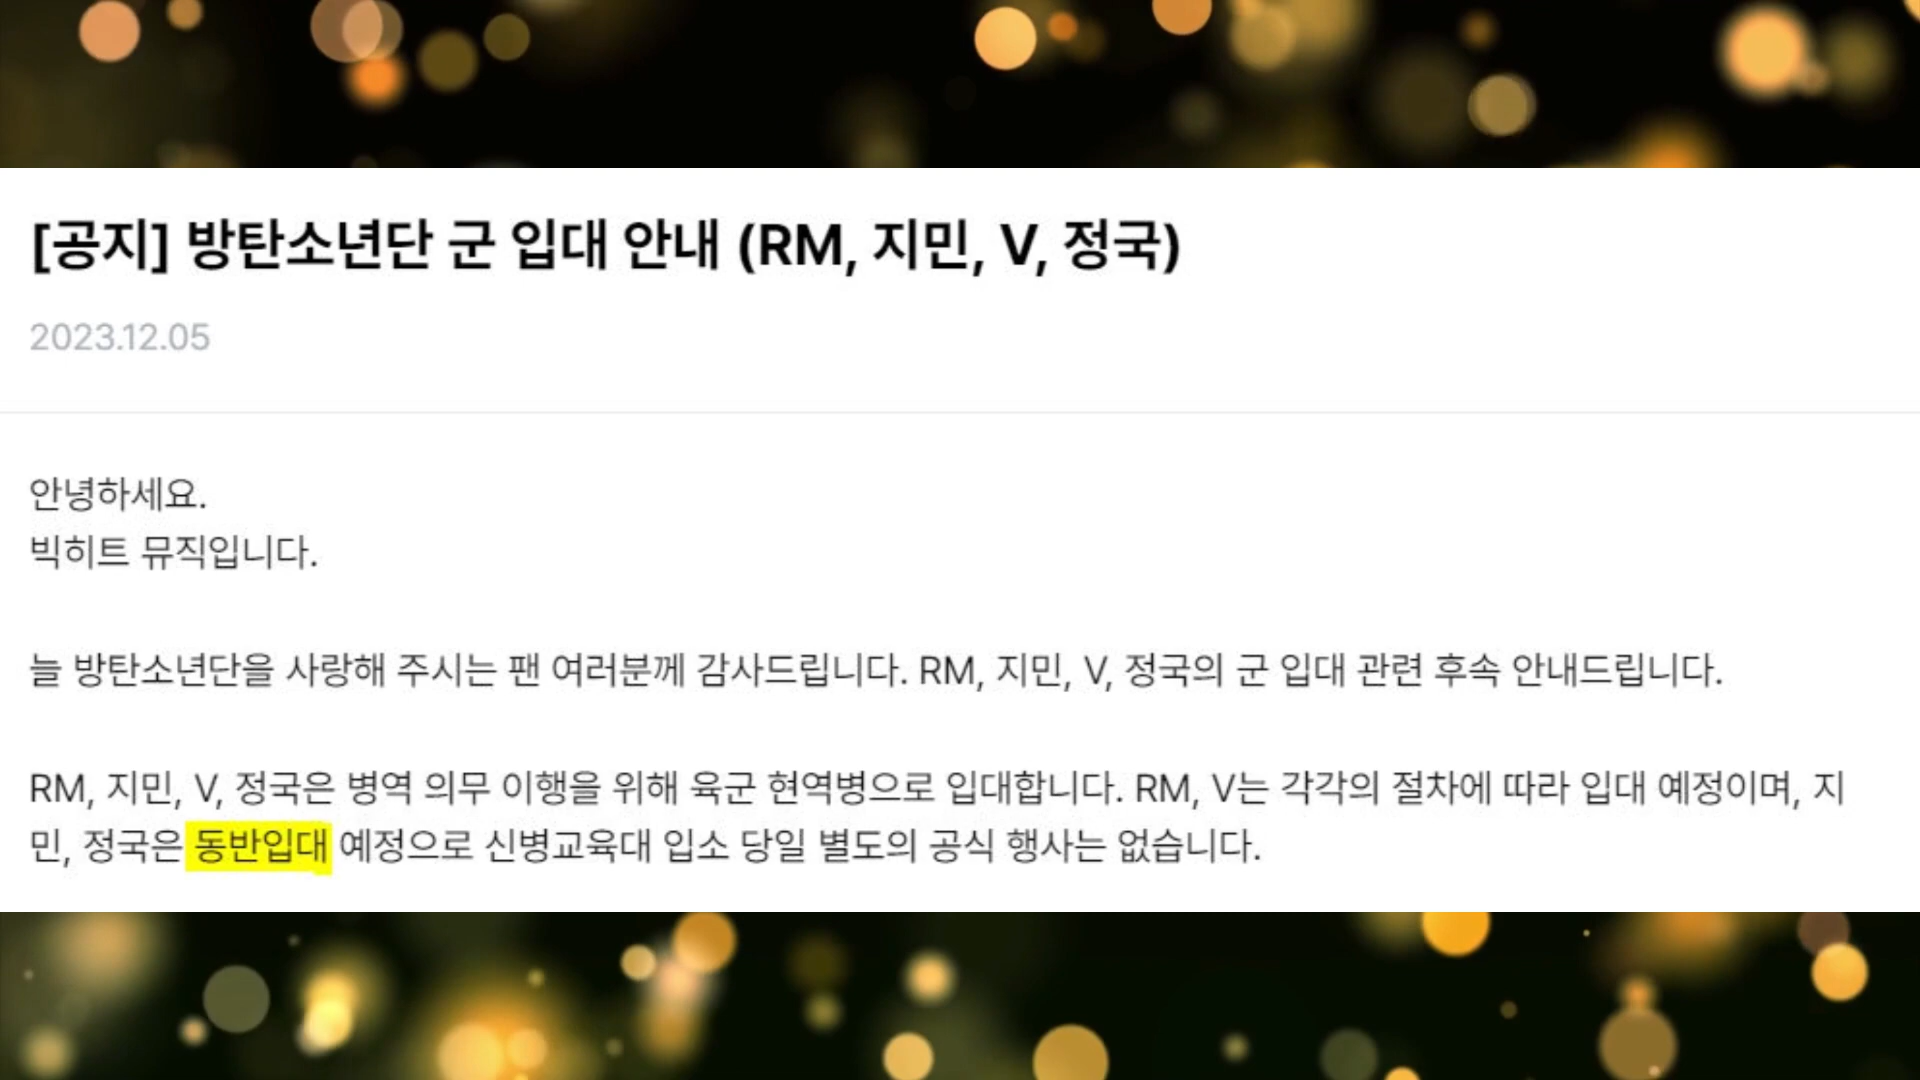 [공지] 방탄소년단 군 입대 안내 (RM, 지민, V, 정국)
2023.12.05
안녕하세요.
빅히트 뮤직입니다.
늘 방탄소년단을 사랑해 주시는 팬 여러분께 감사드립니다. RM, 지민, V, 정국의 군 입대 관련 후속 안내드립니다.
RM, 지민, V, 정국은 병역 의무 이행을 위해 육군 현역병으로 입대합니다. RM, V는 각각의 절차에 따라 입대 예정이며, 지
민, 정국은 동반입대 예정으로 신병교육대 입소 당일 별도의 공식 행사는 없습니다.